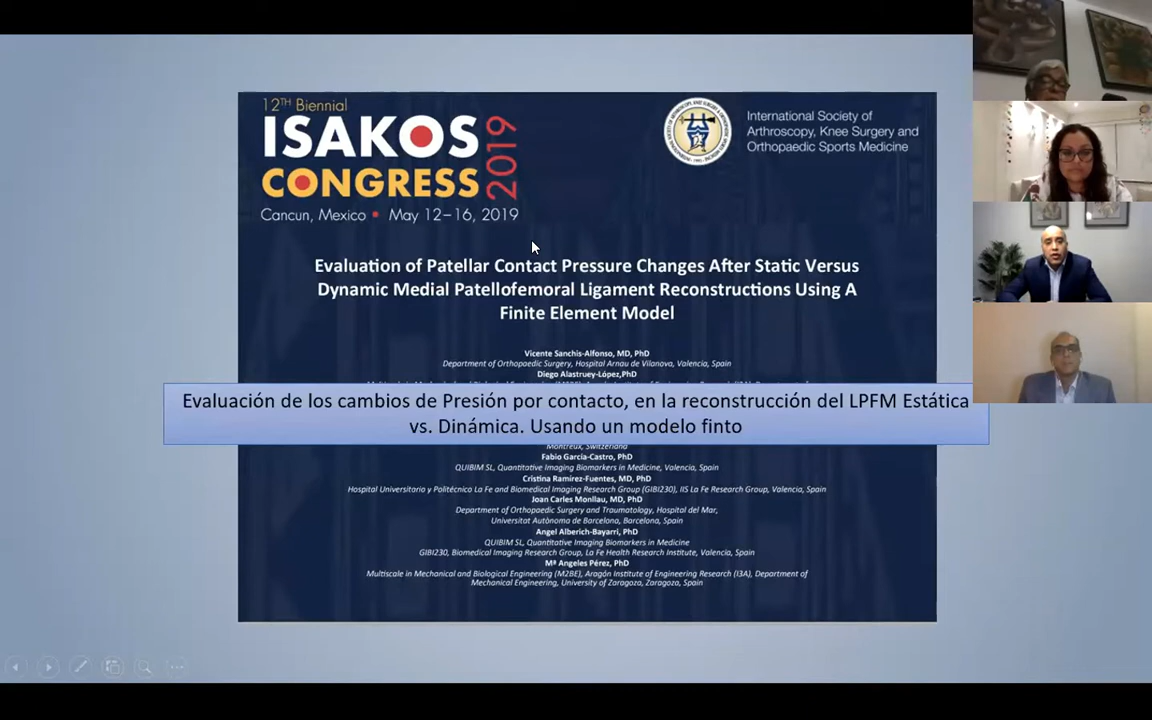 12TH Biennial
ISAKOS
CONGRESS
2019
Cancun, Mexico • May 12–16, 2019
International Society of
Arthroscopy, Knee Surgery and
Orthopaedic Sports Medicine
Evaluation of Patellar Contact Pressure Changes After Static Versus
Dynamic Medial Patellofemoral Ligament Reconstructions Using A
Finite Element Model
Vicente Sanchis-Alfonso, MD, PhD
Department of Orthopaedic Surgery, Hospital Arnau de Vilanova, Valencia, Spain
Diego Alastruey-López,PhD
Evaluación de los cambios de Presión por contacto, en la reconstrucción del LPFM Estática
vs. Dinámica. Usando un modelo finto
Montreux, Switzerland
Fabio García-Castro, PhD
QUIBIM SL, Quantitative Imaging Biomarkers in Medicine, Valencia, Spain
Cristina Ramírez-Fuentes, MD, PhD
Hospital Universitario y Politécnico La Fe and Biomedical Imaging Research Group (GIBI230), IIS La Fe Research Group, Valencia, Spain
Joan Carles Monllau, MD, PhD
Department of Orthopaedic Surgery and Traumatology, Hospital del Mar,
Universitat Autònoma de Barcelona, Barcelona, Spain
Angel Alberich-Bayarri, PhD
QUIBIM SL, Quantitative Imaging Biomarkers in Medicine
GIBI230, Biomedical Imaging Research Group, La Fe Health Research Institute, Valencia, Spain
Mª Angeles Pérez, PhD
Multiscale in Mechanical and Biological Engineering (M2BE), Aragón Institute of Engineering Research (I3A), Department of
Mechanical Engineering, University of Zaragoza, Zaragoza, Spain